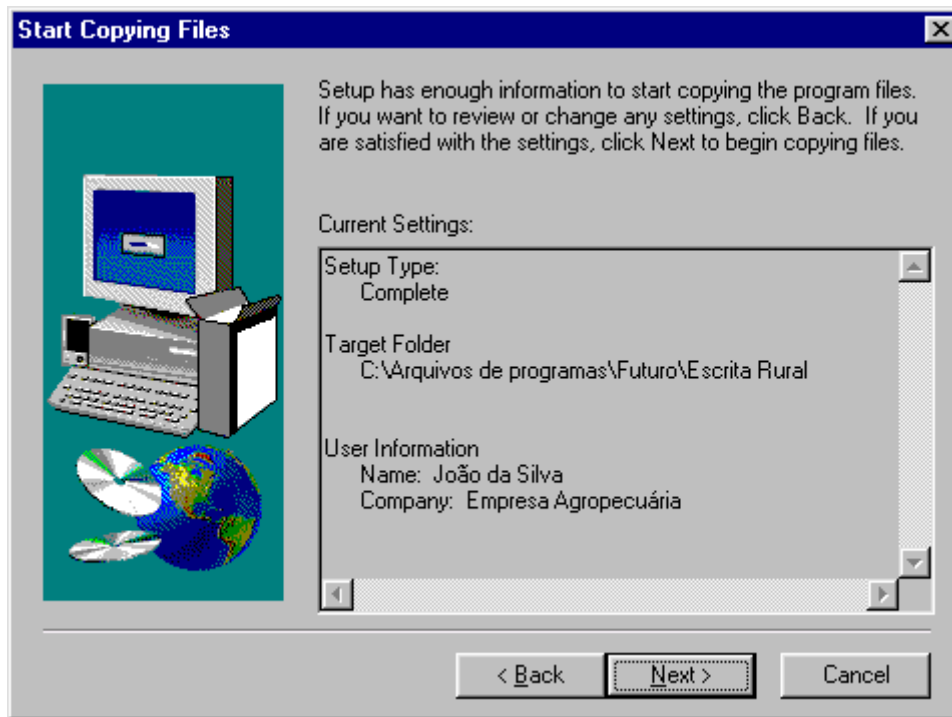 Start Copying Files
Setup has enough information to start copying the program files.
If you want to review or change any settings, click Back.  If you
are satisfied with the settings, click Next to begin copying files.
Current Settings:
Setup Type:
Complete
Target Folder
C:\Arquivos de programas\Futuro\Escrita Rural
User Information
Name:  João da Silva
Company:  Empresa Agropecuária
< Back
Next >
Cancel